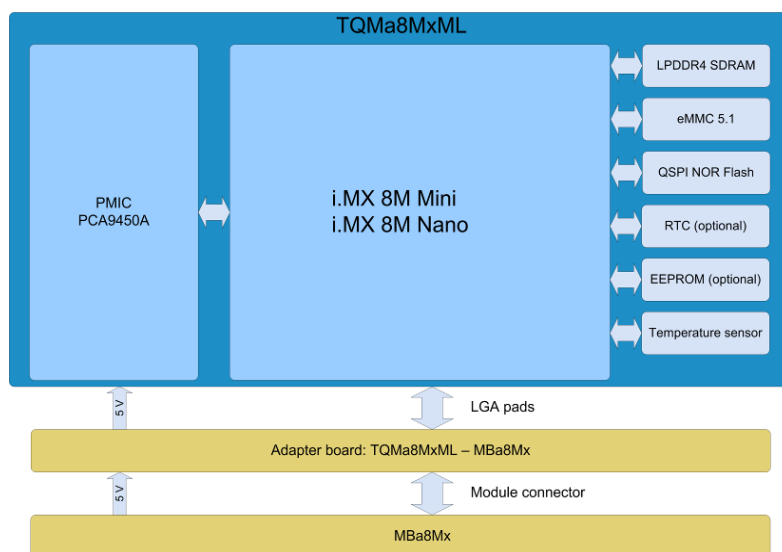 TQMa8MxML
PMIC
PCA9450A
i.MX 8M Mini
i.MX 8M Nano
LPDDR4 SDRAM
eMMC 5.1
QSPI NOR Flash
RTC (optional)
EEPROM (optional)
Temperature sensor
5 V
LGA pads
Adapter board: TQMa8MxML – MBa8Mx
5 V
Module connector
MBa8Mx